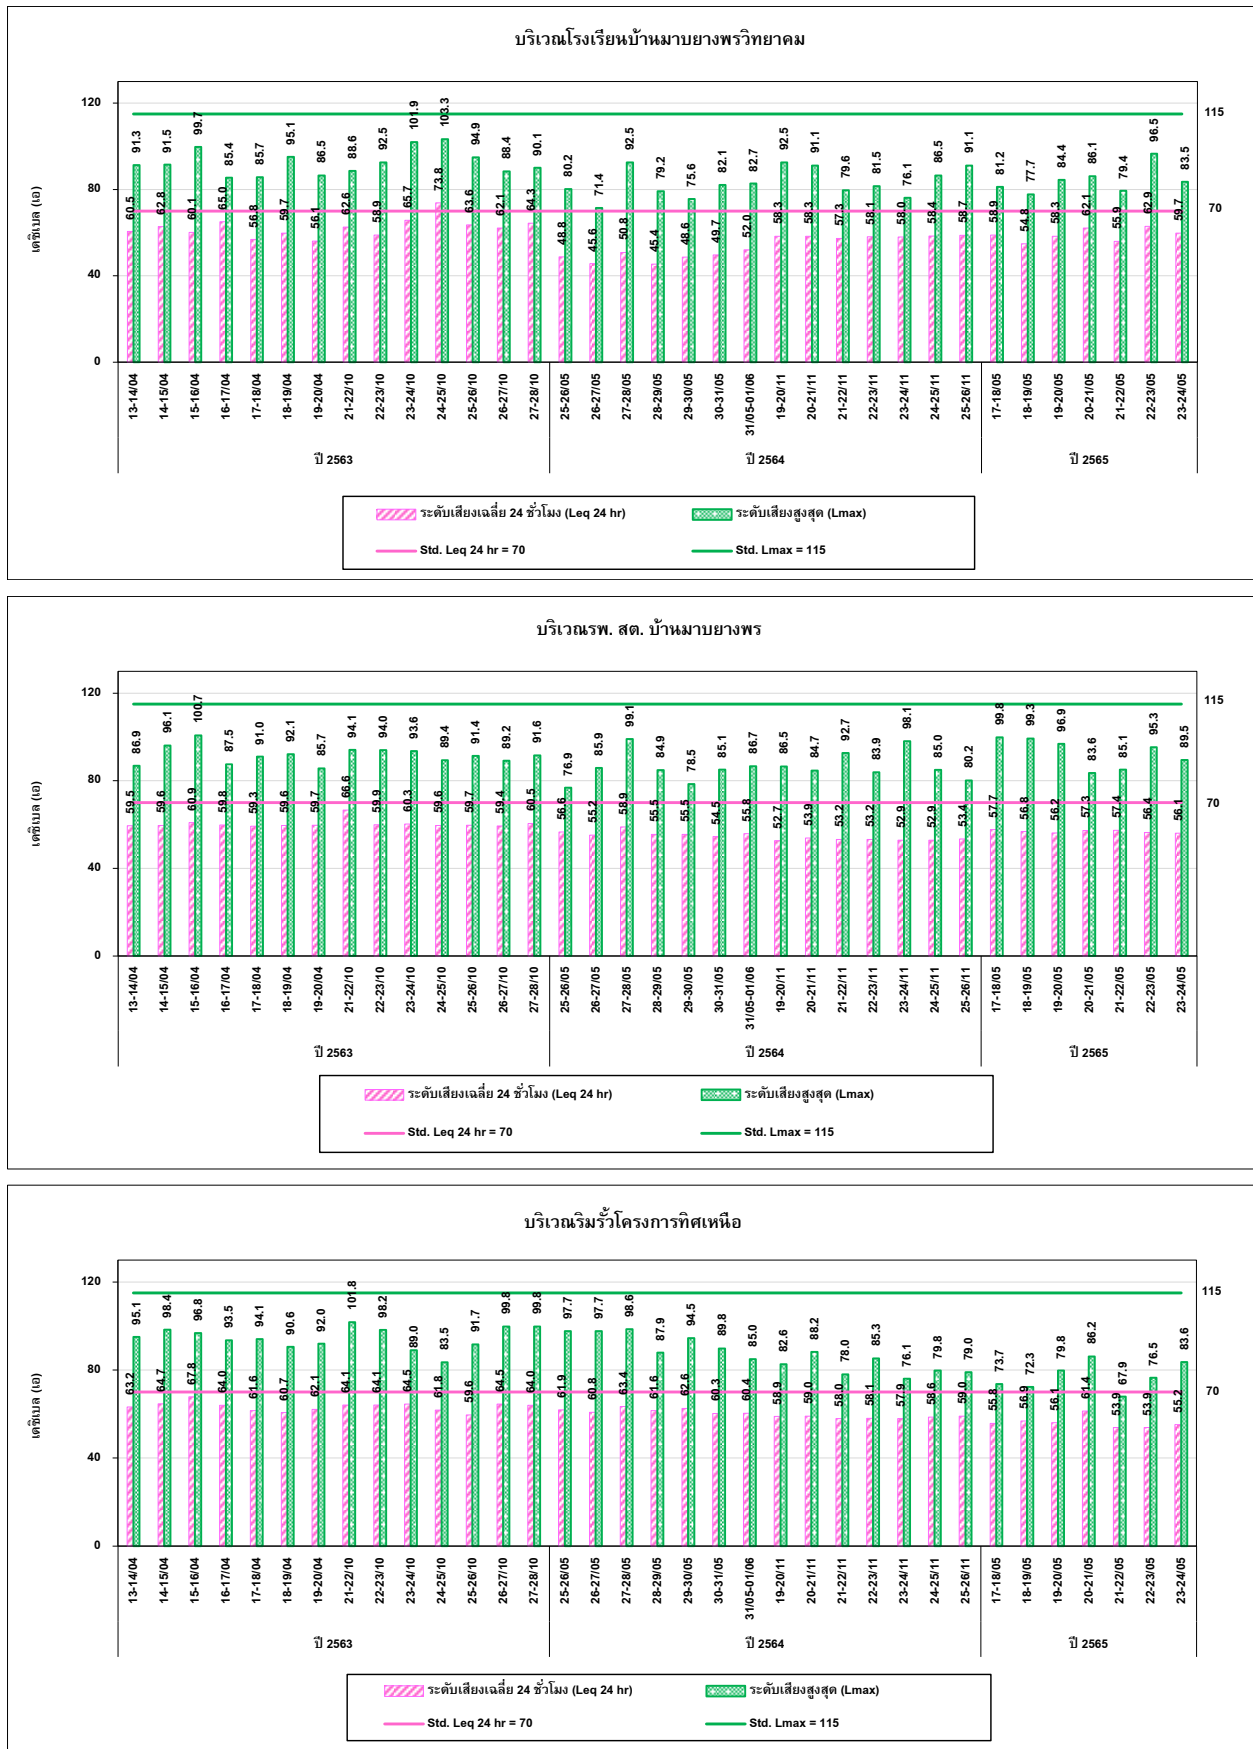 บริเวณโรงเรียนบ้านมาบยางพรวิทยาคม
เดซิเบล (เอ)
120
80
40
0
115
70
91.3 91.5 99.7 85.4 85.7 95.1 86.5 88.6 92.5 101.9 103.3 94.9 88.4 90.1 80.2 71.4 92.5 79.2 75.6 82.1 82.7 92.5 91.1 79.6 81.5 76.1 86.5 91.1 81.2 77.7 84.4 86.1 79.4 96.5 83.5
60.5 62.8 60.1 65.0 56.8 59.7 56.1 62.6 58.9 65.7 73.8 63.6 62.1 64.3 48.8 45.6 50.8 45.4 48.6 49.7 52.0 58.3 58.3 57.3 58.1 58.0 58.4 58.7 58.9 54.8 58.3 62.1 55.9 62.9 59.7
13-14/04 14-15/04 15-16/04 16-17/04 17-18/04 18-19/04 19-20/04 21-22/10 22-23/10 23-24/10 24-25/10 25-26/10 26-27/10 27-28/10 25-26/05 26-27/05 27-28/05 28-29/05 29-30/05 30-31/05 31/05-01/06 19-20/11 20-21/11 21-22/11 22-23/11 23-24/11 24-25/11 25-26/11 17-18/05 18-19/05 19-20/05 20-21/05 21-22/05 22-23/05 23-24/05
ปี 2563 ปี 2564 ปี 2565
ระดับเสียงเฉลี่ย 24 ชั่วโมง (Leq 24 hr) ระดับเสียงสูงสุด (Lmax)
Std. Leq 24 hr = 70 Std. Lmax = 115
บริเวณรพ. สต. บ้านมาบยางพร
เดซิเบล (เอ)
120
80
40
0
115
70
86.9 96.1 100.7 87.5 91.0 92.1 85.7 94.1 94.0 93.6 89.4 91.4 89.2 91.6 76.9 85.9 99.1 84.9 78.5 85.1 86.7 86.5 84.7 92.7 83.9 98.1 85.0 80.2 99.8 99.3 96.9 83.6 85.1 95.3 89.5
59.5 59.6 60.9 59.8 59.3 59.6 59.7 66.6 59.9 60.3 59.6 59.7 59.4 60.5 56.6 55.2 58.9 55.5 55.5 54.5 55.8 52.7 53.9 53.2 53.2 52.9 52.9 53.4 57.7 56.8 56.2 57.3 57.4 56.4 56.1
13-14/04 14-15/04 15-16/04 16-17/04 17-18/04 18-19/04 19-20/04 21-22/10 22-23/10 23-24/10 24-25/10 25-26/10 26-27/10 27-28/10 25-26/05 26-27/05 27-28/05 28-29/05 29-30/05 30-31/05 31/05-01/06 19-20/11 20-21/11 21-22/11 22-23/11 23-24/11 24-25/11 25-26/11 17-18/05 18-19/05 19-20/05 20-21/05 21-22/05 22-23/05 23-24/05
ปี 2563 ปี 2564 ปี 2565
ระดับเสียงเฉลี่ย 24 ชั่วโมง (Leq 24 hr) ระดับเสียงสูงสุด (Lmax)
Std. Leq 24 hr = 70 Std. Lmax = 115
บริเวณริมรั้วโครงการทิศเหนือ
เดซิเบล (เอ)
120
80
40
0
115
70
95.1 98.4 96.8 93.5 94.1 90.6 92.0 101.8 98.2 89.0 83.5 91.7 99.8 99.8 97.7 97.7 98.6 87.9 94.5 89.8 85.0 82.6 88.2 78.0 85.3 76.1 79.8 79.0 73.7 72.3 79.8 86.2 67.9 76.5 83.6
63.2 64.7 67.8 64.0 61.6 60.7 62.1 64.1 64.1 64.5 61.8 59.6 64.5 64.0 61.9 60.8 63.4 61.6 62.6 60.3 60.4 58.9 59.0 58.0 58.1 57.9 58.6 59.0 55.8 56.9 56.1 61.4 53.9 53.9 55.2
13-14/04 14-15/04 15-16/04 16-17/04 17-18/04 18-19/04 19-20/04 21-22/10 22-23/10 23-24/10 24-25/10 25-26/10 26-27/10 27-28/10 25-26/05 26-27/05 27-28/05 28-29/05 29-30/05 30-31/05 31/05-01/06 19-20/11 20-21/11 21-22/11 22-23/11 23-24/11 24-25/11 25-26/11 17-18/05 18-19/05 19-20/05 20-21/05 21-22/05 22-23/05 23-24/05
ปี 2563 ปี 2564 ปี 2565
ระดับเสียงเฉลี่ย 24 ชั่วโมง (Leq 24 hr) ระดับเสียงสูงสุด (Lmax)
Std. Leq 24 hr = 70 Std. Lmax = 115